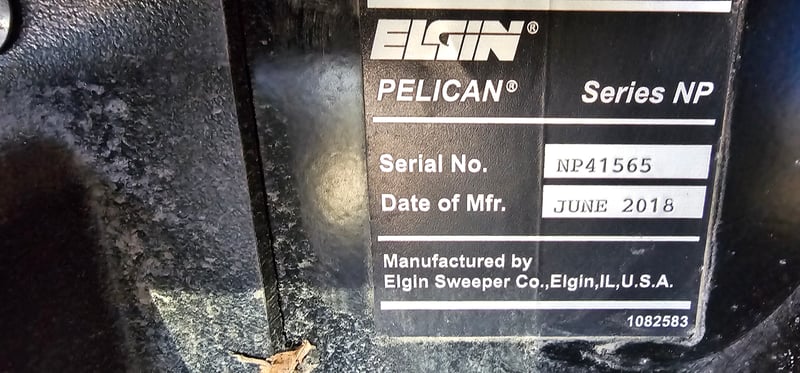 ELGIN®
PELICAN® Series NP
Serial No. NP41565
Date of Mfr. JUNE 2018
Manufactured by
Elgin Sweeper Co.,Elgin,IL,U.S.A.
1082583